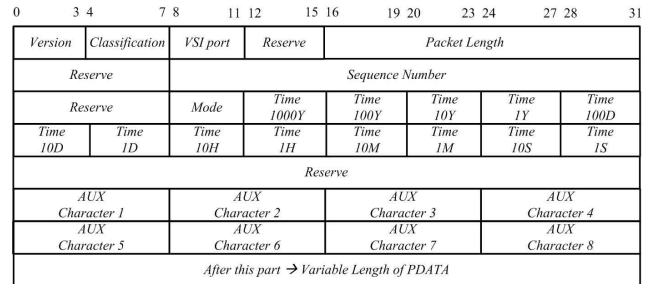 0 3 4 7 8 11 12 15 16 19 20 23 24 27 28 31
Version Classification VSI port Reserve Packet Length
Reserve Sequence Number
Reserve Mode Time 1000Y Time 100Y Time 10Y Time 1Y Time 100D
Time 10D Time 1D Time 10H Time 1H Time 10M Time 1M Time 10S Time 1S
Reserve
AUX Character 1 AUX Character 2 AUX Character 3 AUX Character 4
AUX Character 5 AUX Character 6 AUX Character 7 AUX Character 8
After this part → Variable Length of PDATA